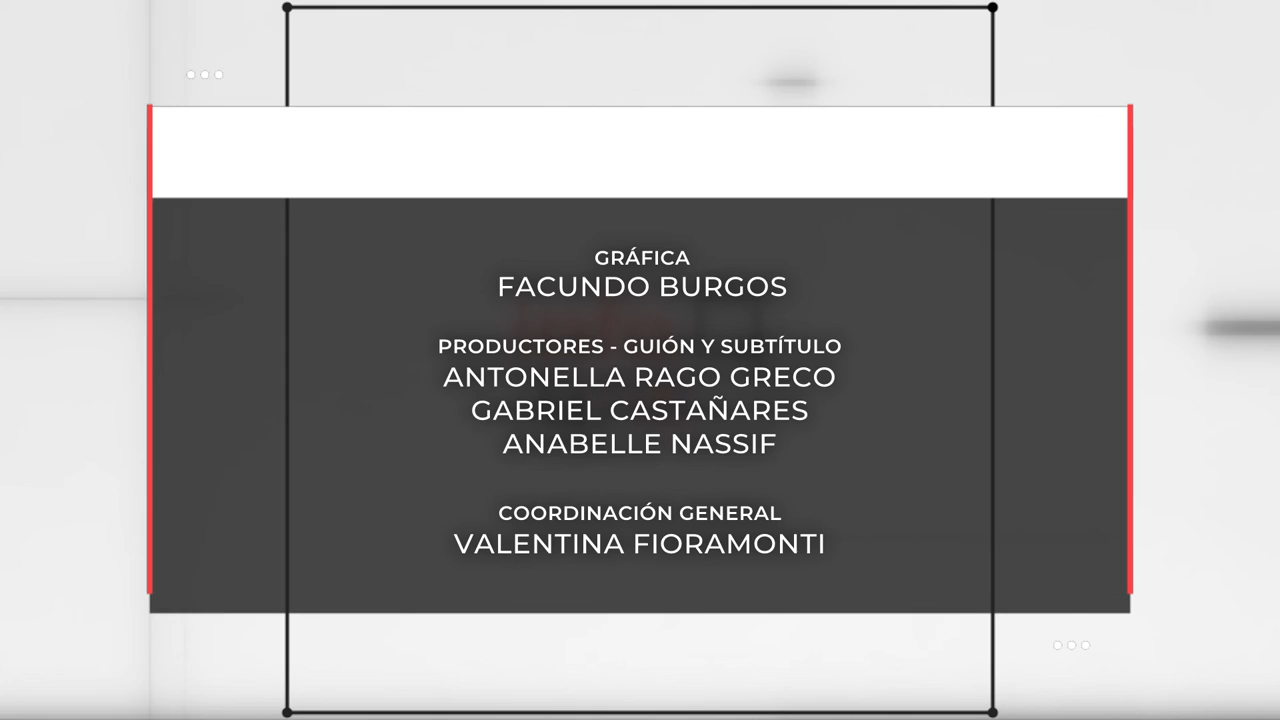 GRÁFICA
FACUNDO BURGOS
PRODUCTORES - GUIÓN Y SUBTÍTULO
ANTONELLA RAGO GRECO
GABRIEL CASTAÑARES
ANABELLE NASSIF
COORDINACIÓN GENERAL
VALENTINA FIORAMONTI